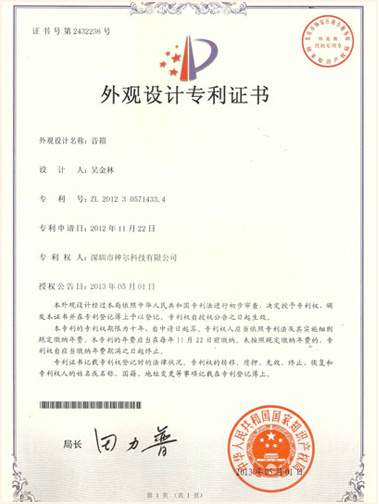 证书号第2432236号
外观设计专利证书
外观设计名称：音箱
设 计 人：吴金林
专 利 号：ZL 2012 3 0571433.4
专利申请日：2012年11月22日
专 利 权 人：深圳市禅尔科技有限公司
授权公告日：2013年05月01日
本外观设计经过本局依照中华人民共和国专利法进行初步审查，决定授予专利权，颁
发本证书并在专利登记簿上予以登记。专利权自授权公告之日起生效。
本专利的专利权期限为十年，自申请日起算。专利权人应当依照专利法及其实施细则
规定缴纳年费。本专利的年费应当在每年11月22日前缴纳。未按照规定缴纳年费的，专利
权自应当缴纳年费期满之日起终止。
专利证书记载专利权登记时的法律状况。专利权的转移、质押、无效、终止、恢复和
专利权人的姓名或名称、国籍、地址变更等事项记载在专利登记簿上。
局长 田力普
中华人民共和国国家知识产权局
2013年05月01日
第1页（共1页）